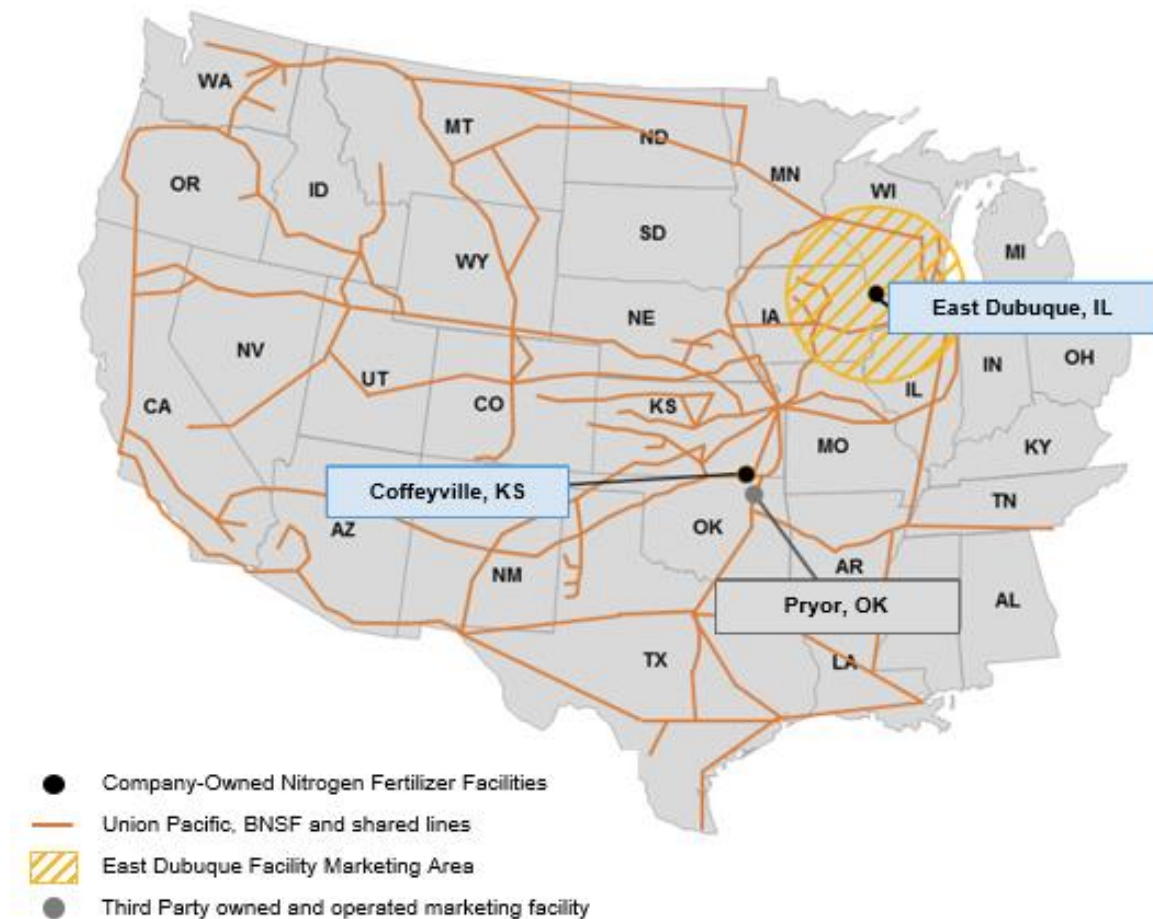 WA
MT
ND
MN
OR
ID
WI
SD
MI
WY
East Dubuque, IL
NE
IA
NV
OH
IN
UT
IL
CA
CO
KS
MO
KY
Coffeyville, KS
TN
AZ
OK
AR
NM
AL
Pryor, OK
TX
LA
Company-Owned Nitrogen Fertilizer Facilities
Union Pacific, BNSF and shared lines
East Dubuque Facility Marketing Area
Third Party owned and operated marketing facility